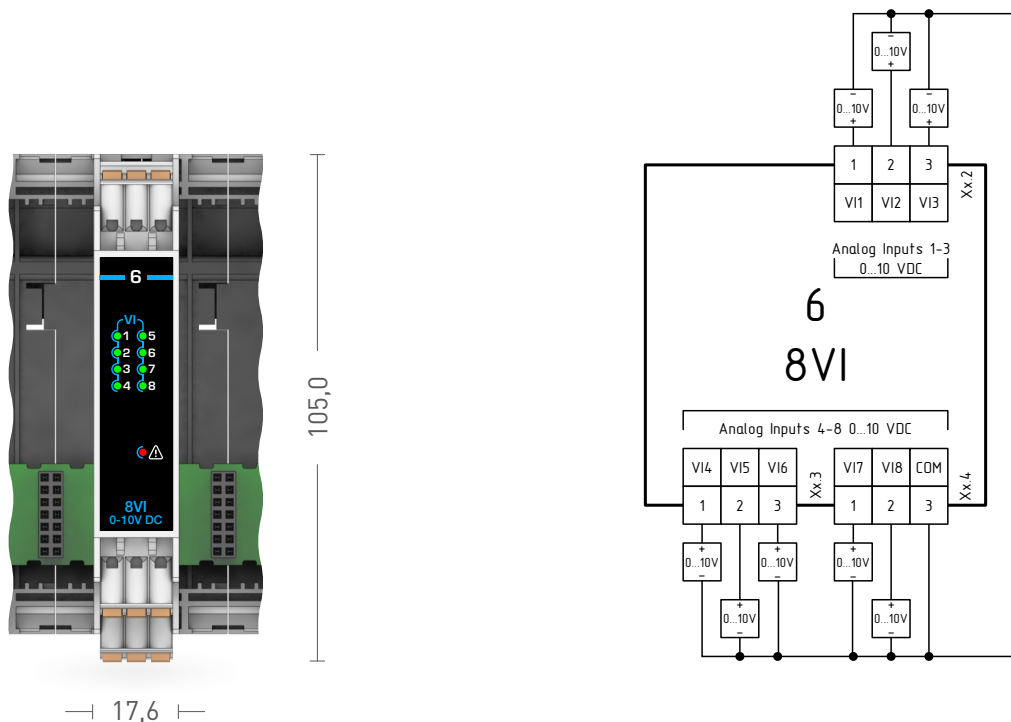 6
VI
1 5
2 6
3 7
4 8
8VI
0-10V DC
105,0
17,6
− 0...10V +
− 0...10V +
− 0...10V +
1 2 3
VI1 VI2 VI3
Xx.2
Analog Inputs 1-3
0...10 VDC
6
8VI
Analog Inputs 4-8 0...10 VDC
VI4 VI5 VI6
1 2 3
Xx.3
VI7 VI8 COM
1 2 3
Xx.4
+ 0...10V −
+ 0...10V −
+ 0...10V −
+ 0...10V −
+ 0...10V −